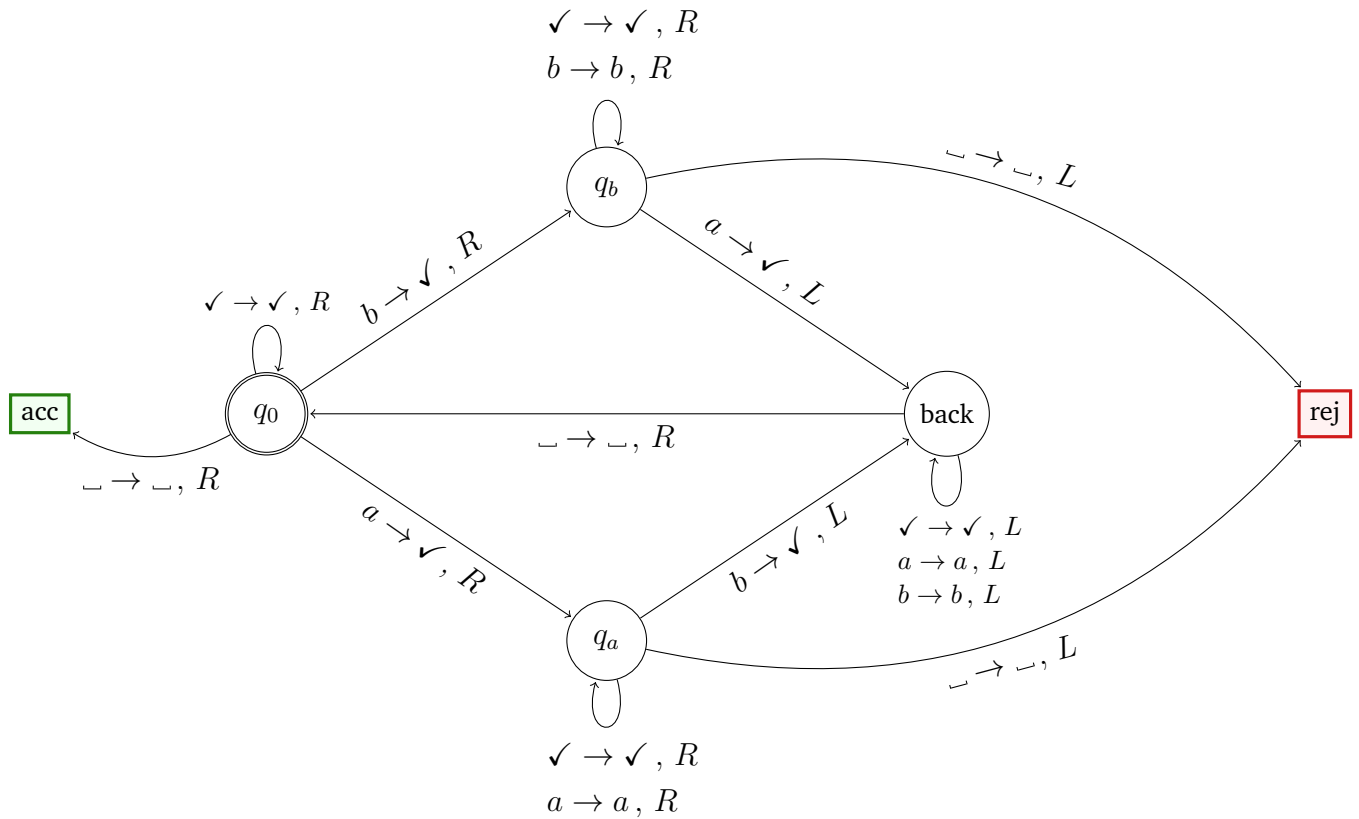 ✓ → ✓ , R
b → b , R
q_b
␣ → ␣, L
b → ✓ , R
a → ✓ , L
✓ → ✓ , R
acc
q_0
back
rej
␣ → ␣, R
␣ → ␣, R
a → ✓ , R
b → ✓ , L
✓ → ✓ , L
a → a , L
b → b , L
q_a
␣ → ␣, L
✓ → ✓ , R
a → a , R